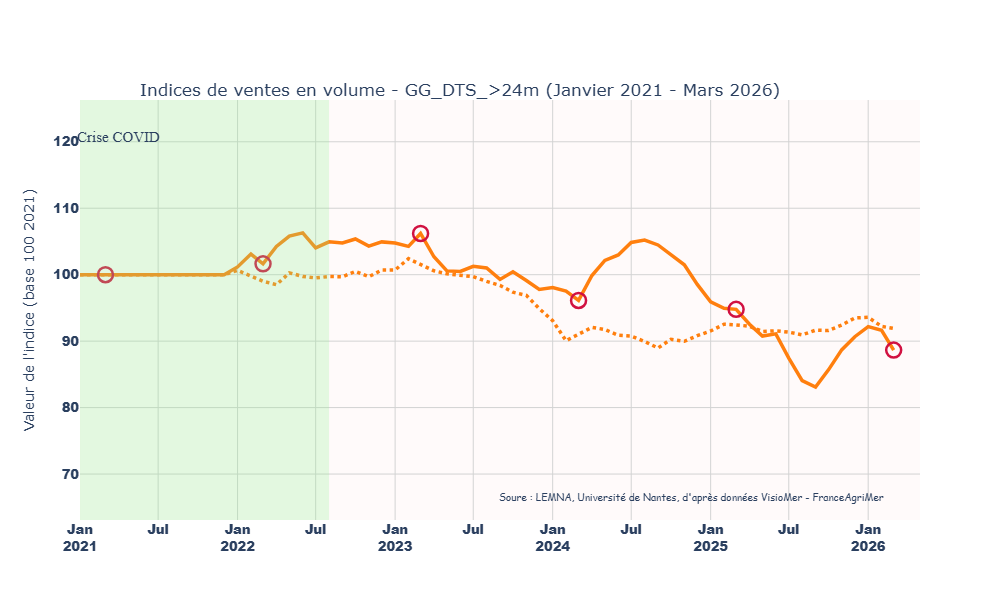 Indices de ventes en volume - GG_DTS_>24m (Janvier 2021 - Mars 2026)
Valeur de l'indice (base 100 2021)
120
Crise COVID
110
100
90
80
70
Soure : LEMNA, Université de Nantes, d'après données VisioMer - FranceAgriMer
Jan Jul Jan Jul Jan Jul Jan Jul Jan Jul Jan
2021 2022 2023 2024 2025 2026